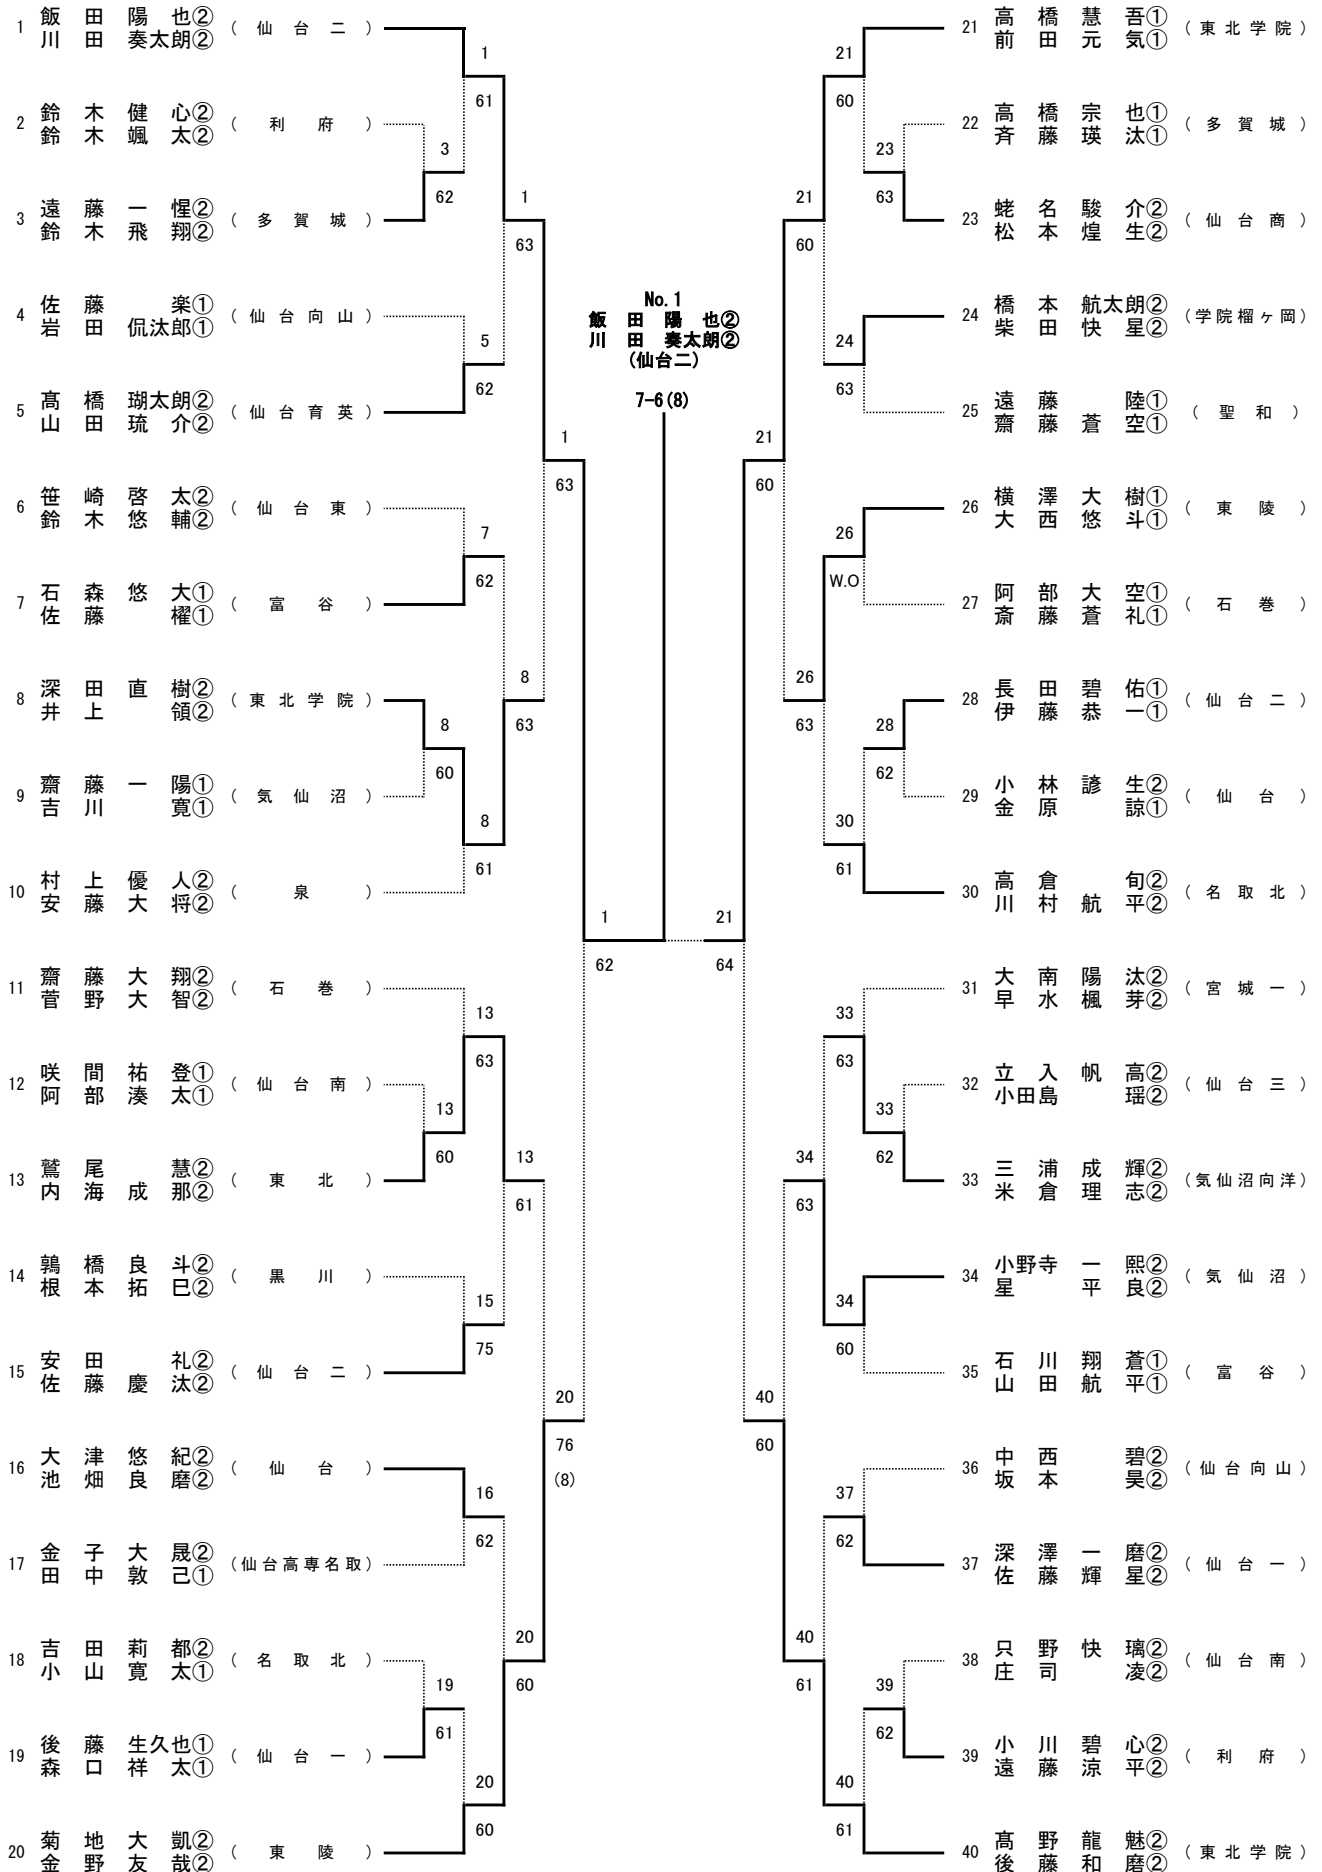 1 飯田陽也② (仙台二)
川田奏太朗②
2 鈴木健心② (利府)
鈴木颯太②
3 遠藤一惺② (多賀城)
鈴木飛翔②
4 佐藤楽① (仙台向山)
岩田侃汰郎①
5 髙橋瑚太朗② (仙台育英)
山田琉介②
6 笹崎啓太② (仙台東)
鈴木悠輔②
7 石森悠大① (富谷)
佐藤櫂①
8 深田直樹② (東北学院)
井上領②
9 齋藤一陽① (気仙沼)
吉川寛①
10 村上優人② (泉)
安藤大将②
11 齋藤大翔② (石巻)
菅野大智②
12 咲間祐登① (仙台南)
阿部湊太①
13 鷲尾慧② (東北)
内海成那②
14 鶉橋良斗② (黒川)
根本拓巳②
15 安田礼② (仙台二)
佐藤慶汰②
16 大津悠紀② (仙台)
池畑良磨②
17 金子大晟② (仙台高専名取)
田中敦己①
18 吉田莉都② (名取北)
小山寛太①
19 後藤生久也① (仙台一)
森口祥太①
20 菊地大凱② (東陵)
金野友哉②
1
61
3
62
1
63
5
62
1
63
7
62
8
63
8
60
8
61
1
62
13
63
13
60
13
61
15
75
20
76
(8)
16
62
20
60
19
61
20
60
No.1
飯田陽也②
川田奏太朗②
(仙台二)
7-6(8)
21
60
23
63
21
60
24
63
21
60
26
W.O
26
63
28
62
30
61
21
64
33
63
33
62
34
63
34
60
40
60
37
62
40
61
39
62
40
61
21 高橋慧吾① (東北学院)
前田元気①
22 高橋宗也① (多賀城)
斉藤瑛汰①
23 蛯名駿介② (仙台商)
松本煌生②
24 橋本航太朗② (学院榴ヶ岡)
柴田快星②
25 遠藤陸① (聖和)
齋藤蒼空①
26 横澤大樹① (東陵)
大西悠斗①
27 阿部大空① (石巻)
斎藤蒼礼①
28 長田碧佑① (仙台二)
伊藤恭一①
29 小林諺生② (仙台)
金原諒①
30 高倉旬② (名取北)
川村航平②
31 大南陽汰② (宮城一)
早水楓芽②
32 立入帆高② (仙台三)
小田島瑶②
33 三浦成輝② (気仙沼向洋)
米倉理志②
34 小野寺一熙② (気仙沼)
星平良②
35 石川翔蒼① (富谷)
山田航平①
36 中西碧② (仙台向山)
坂本昊②
37 深澤一磨② (仙台一)
佐藤輝星②
38 只野快璃② (仙台南)
庄司凌②
39 小川碧心② (利府)
遠藤涼平②
40 髙野龍魅② (東北学院)
後藤和磨②